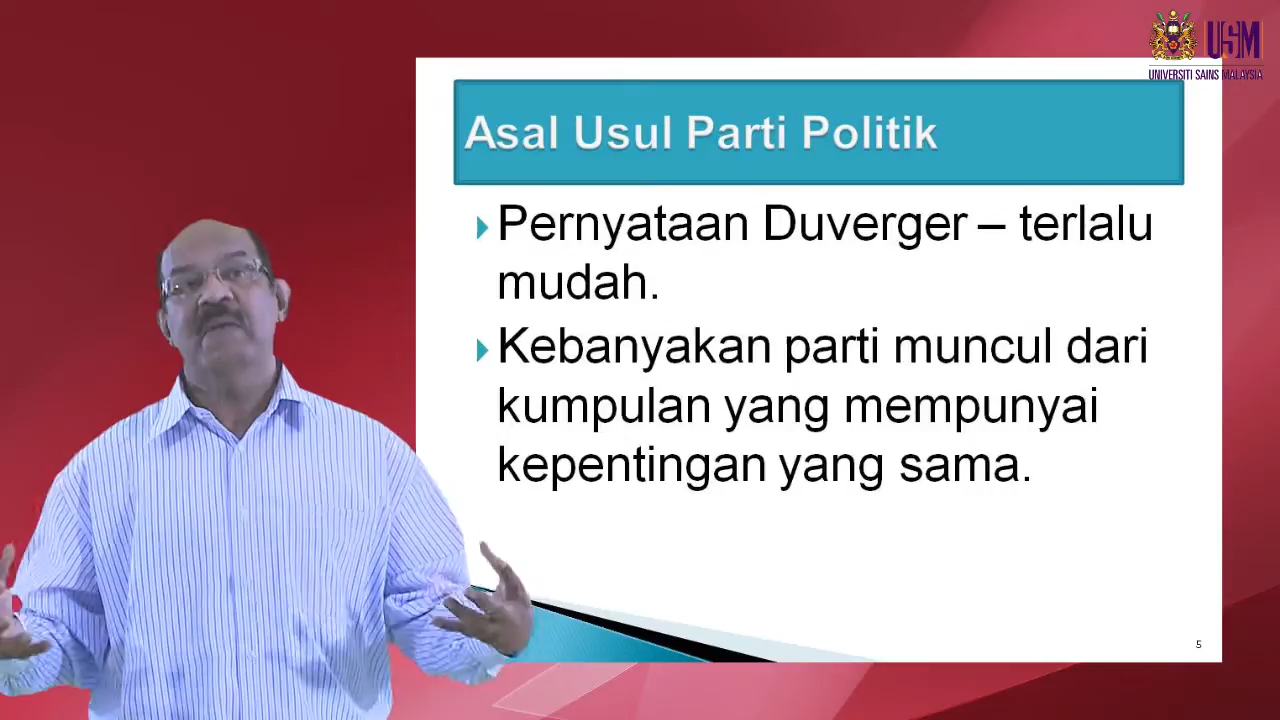 USM
UNIVERSITI SAINS MALAYSIA
Asal Usul Parti Politik
Pernyataan Duverger – terlalu
mudah.
Kebanyakan parti muncul dari
kumpulan yang mempunyai
kepentingan yang sama.
5